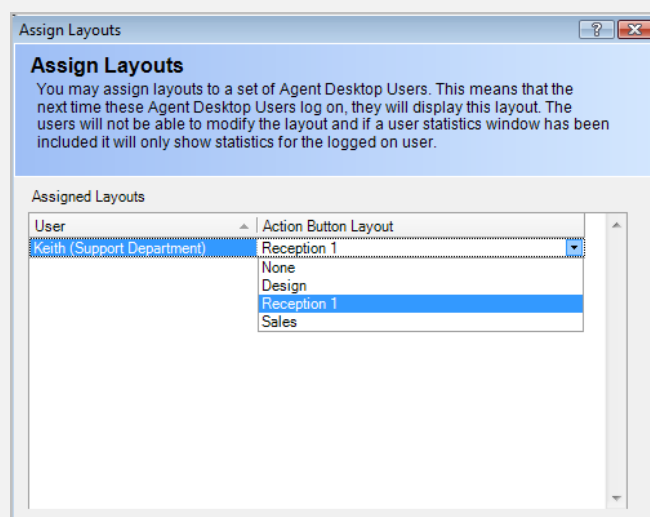 Assign Layouts
Assign Layouts
You may assign layouts to a set of Agent Desktop Users. This means that the
next time these Agent Desktop Users log on, they will display this layout. The
users will not be able to modify the layout and if a user statistics window has been
included it will only show statistics for the logged on user.
Assigned Layouts
User Action Button Layout
Keith (Support Department) Reception 1
None
Design
Reception 1
Sales